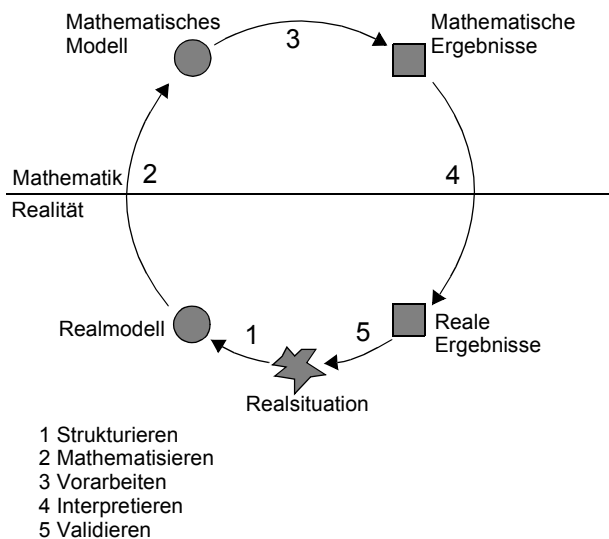 Mathematisches
Modell
3
Mathematische
Ergebnisse
Mathematik
2
4
Realität
Realmodell
1
5
Reale
Ergebnisse
Realsituation
1 Strukturieren
2 Mathematisieren
3 Vorarbeiten
4 Interpretieren
5 Validieren